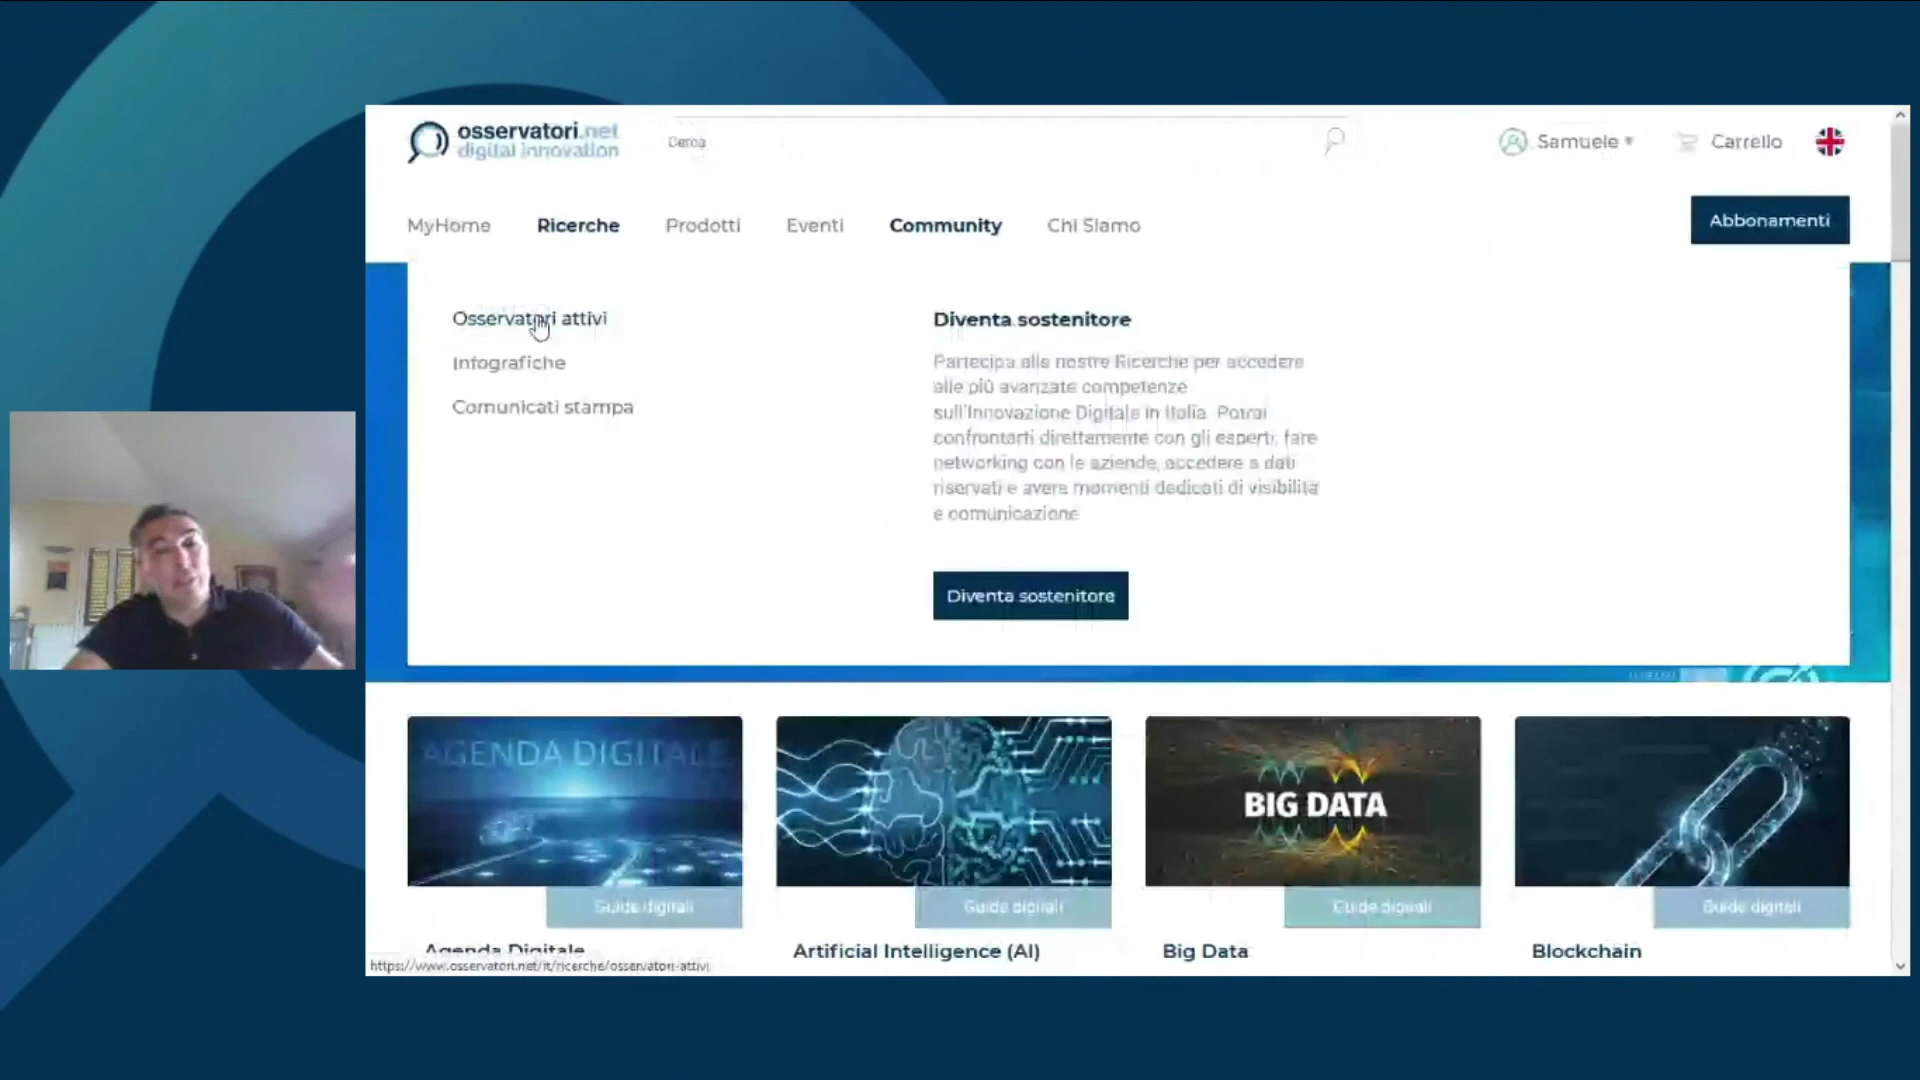 osservatori.net
digital innovation
Cerca
Samuele
Carrello
MyHome
Ricerche
Prodotti
Eventi
Community
Chi Siamo
Abbonamenti
Osservatori attivi
Infografiche
Comunicati stampa
Diventa sostenitore
Partecipa alle nostre Ricerche per accedere
alle più avanzate competenze
sull'Innovazione Digitale in Italia. Potrai
confrontarti direttamente con gli esperti, fare
networking con le aziende, accedere a dati
riservati e avere momenti dedicati di visibilità
e comunicazione
Diventa sostenitore
AGENDA DIGITALE
BIG DATA
Guide digitali
Guide digitali
Guide digitali
Guide digitali
Agenda Digitale
Artificial Intelligence (AI)
Big Data
Blockchain
https://www.osservatori.net/it/ricerche/osservatori-attivi